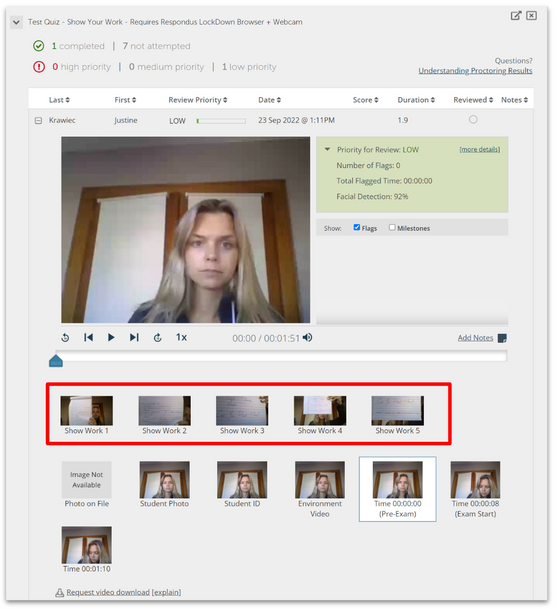 Test Quiz - Show Your Work - Requires Respondus LockDown Browser + Webcam
1 completed | 7 not attempted
0 high priority | 0 medium priority | 1 low priority
Questions?
Understanding Proctoring Results
Last First Review Priority Date Score Duration Reviewed Notes
Krawiec Justine LOW 23 Sep 2022 @ 1:11PM 1.9
Priority for Review: LOW [more details]
Number of Flags: 0
Total Flagged Time: 00:00:00
Facial Detection: 92%
Show: Flags Milestones
1x 00:00 / 00:01:51 Add Notes
Show Work 1 Show Work 2 Show Work 3 Show Work 4 Show Work 5
Image Not
Available
Photo on File Student Photo Student ID Environment Video Time 00:00:00 (Pre-Exam) Time 00:00:08 (Exam Start)
Time 00:01:10
Request video download [explain]